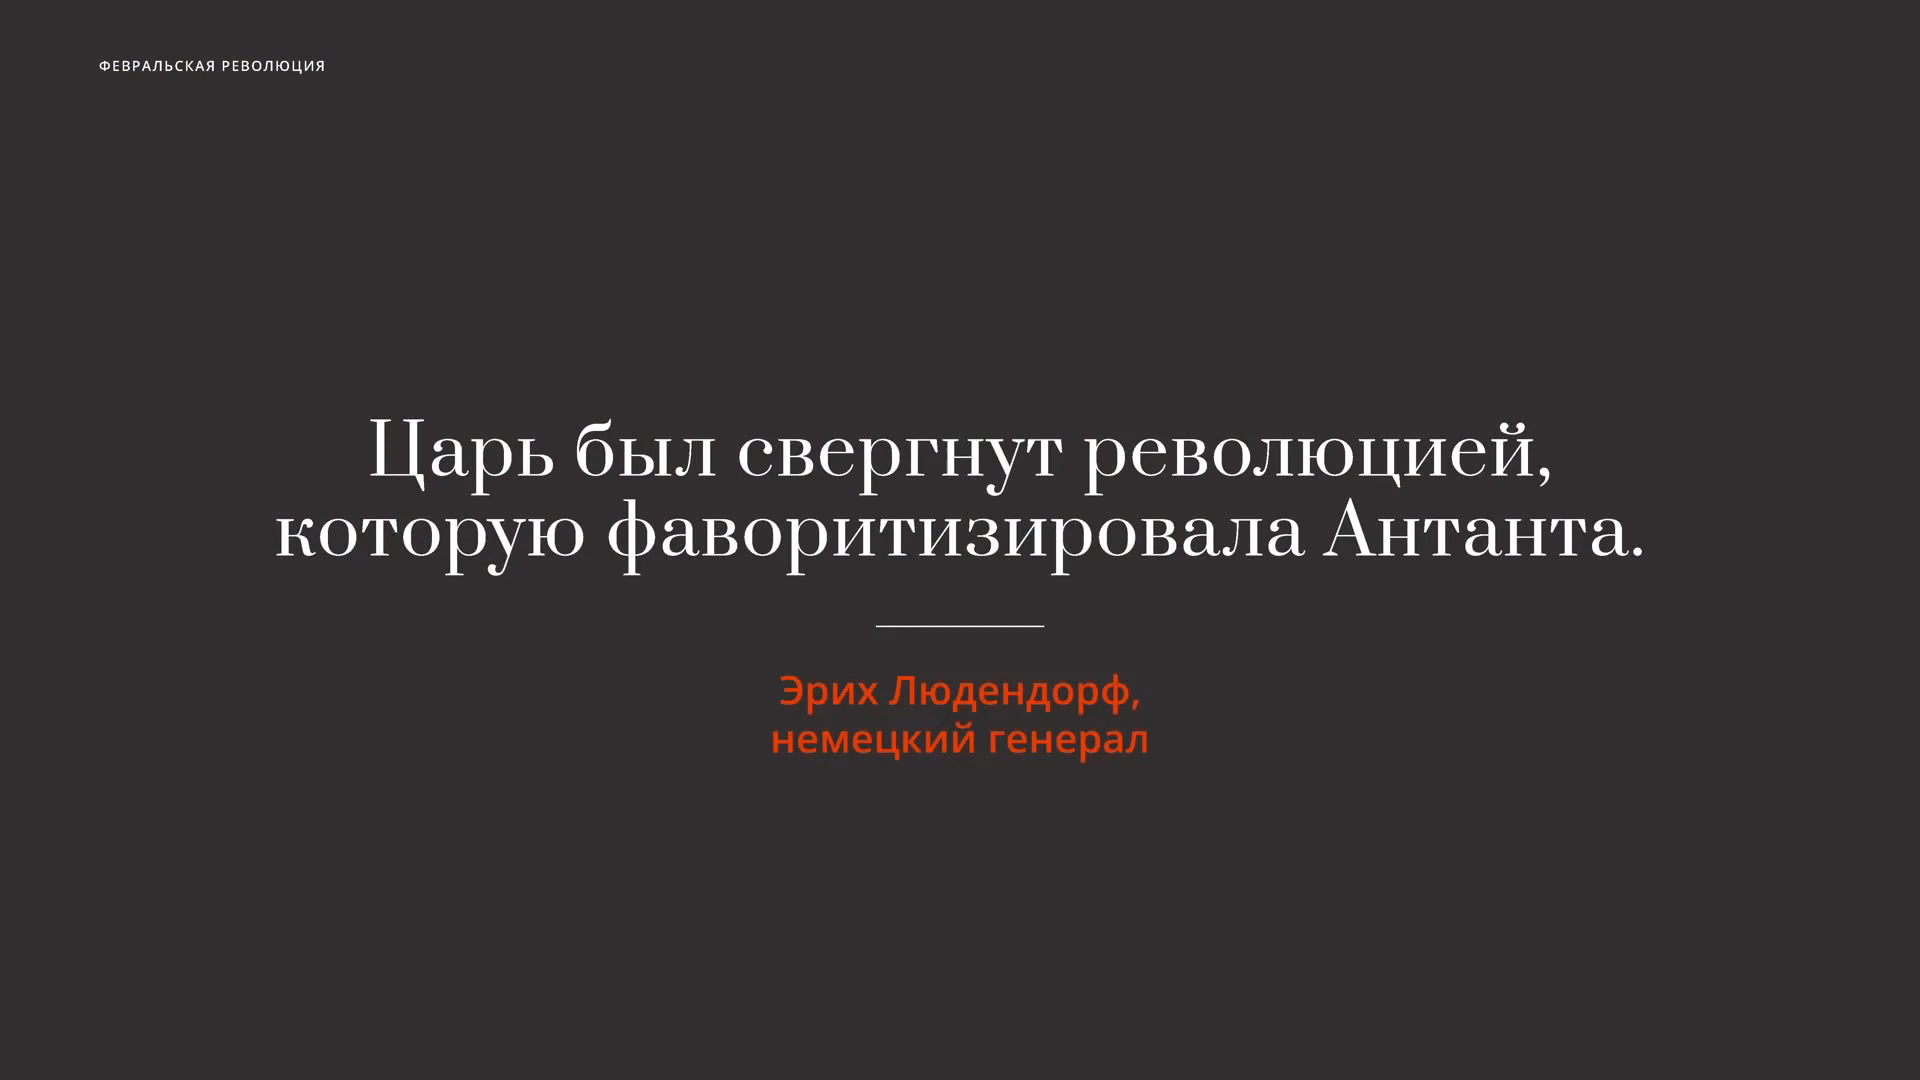 ФЕВРАЛЬСКАЯ РЕВОЛЮЦИЯ
Царь был свергнут революцией,
которую фаворитизировала Антанта.
Эрих Людендорф,
немецкий генерал